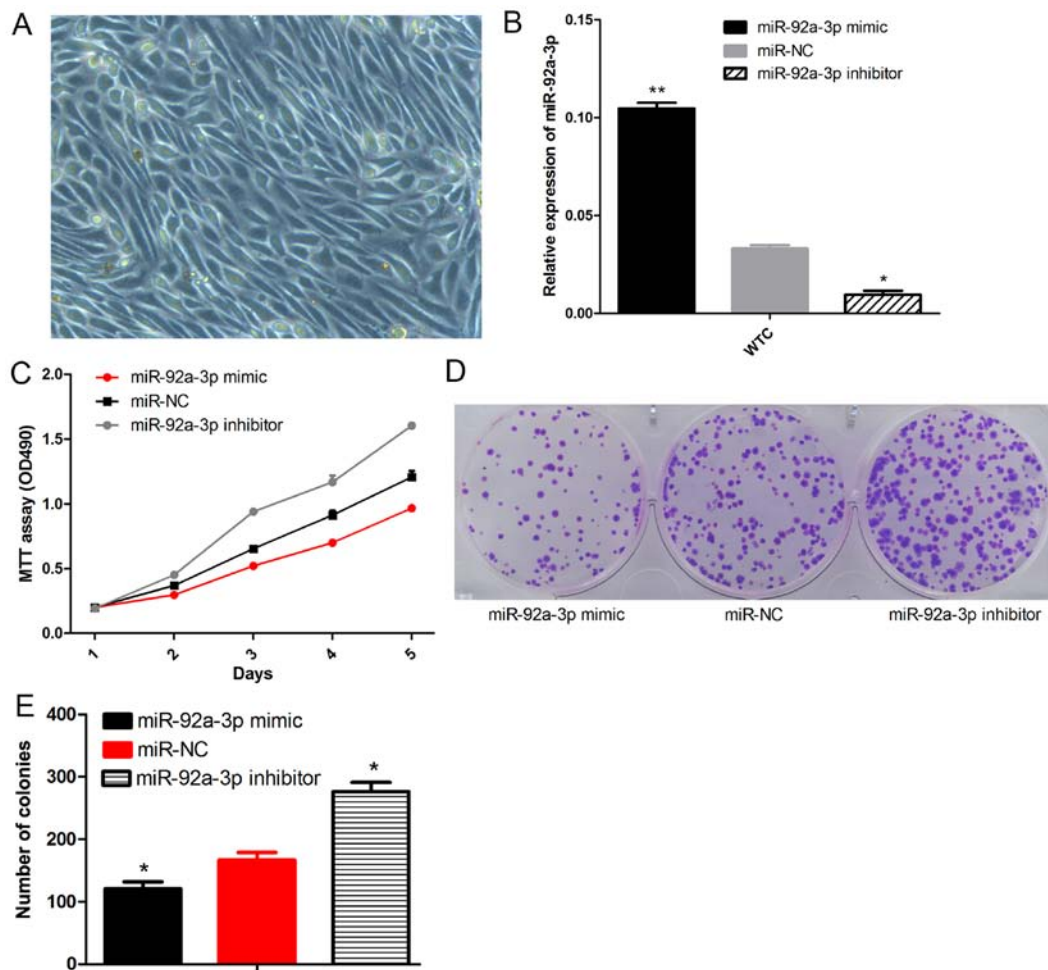 A
B
miR-92a-3p mimic
miR-NC
miR-92a-3p inhibitor
Relative expression of miR-92a-3p
0.15
0.10
0.05
0.00
**
*
WTC
C
miR-92a-3p mimic
miR-NC
miR-92a-3p inhibitor
MTT assay (OD490)
2.0
1.5
1.0
0.5
0.0
1 2 3 4 5
Days
D
miR-92a-3p mimic miR-NC miR-92a-3p inhibitor
E
miR-92a-3p mimic
miR-NC
miR-92a-3p inhibitor
Number of colonies
400
300
200
100
0
*
*